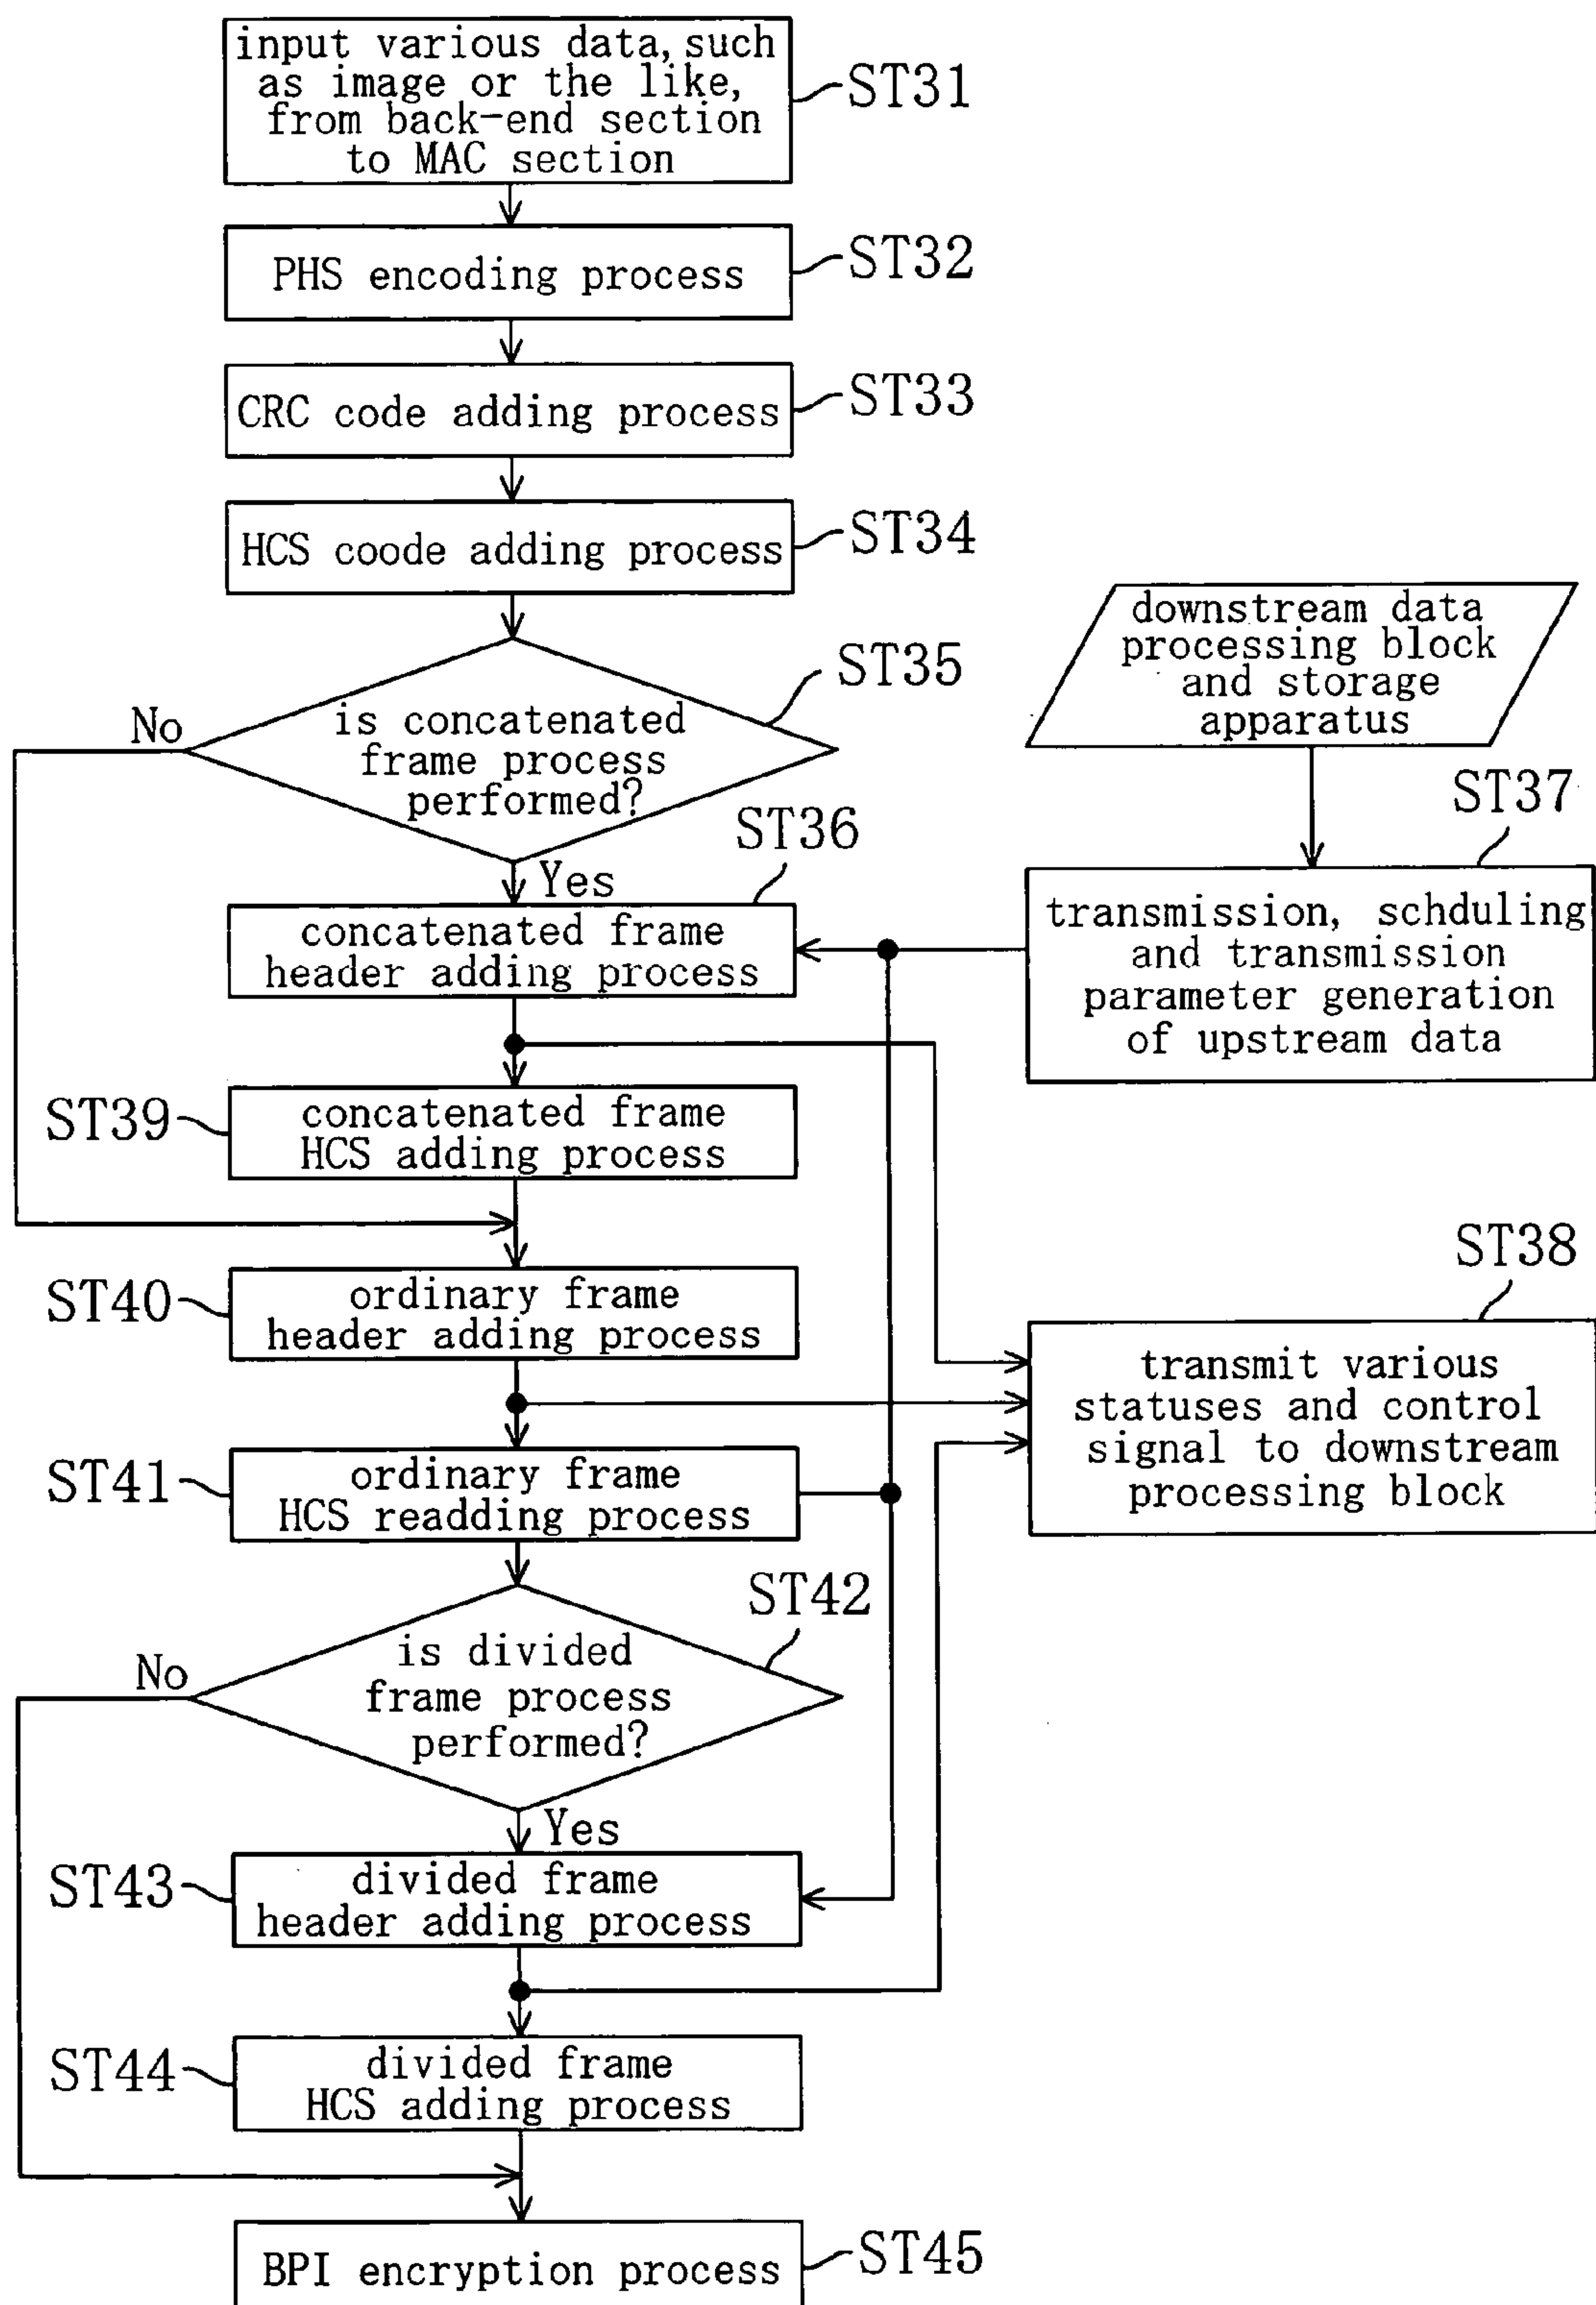 input various data, such
as image or the like,
from back-end section
to MAC section
ST31
PHS encoding process
ST32
CRC code adding process
ST33
HCS coode adding process
ST34
is concatenated
frame process
performed?
ST35
No
Yes
downstream data
processing block
and storage
apparatus
ST37
transmission, schduling
and transmission
parameter generation
of upstream data
ST36
concatenated frame
header adding process
ST39
concatenated frame
HCS adding process
ST40
ordinary frame
header adding process
ST38
transmit various
statuses and control
signal to downstream
processing block
ST41
ordinary frame
HCS readding process
ST42
is divided
frame process
performed?
No
Yes
ST43
divided frame
header adding process
ST44
divided frame
HCS adding process
BPI encryption process
ST45